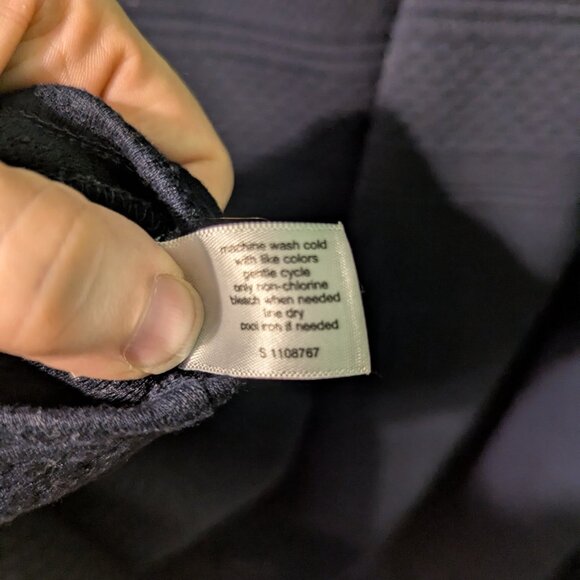 machine wash cold
with like colors
gentle cycle
only non-chlorine
bleach when needed
line dry
cool iron if needed
S 1108767